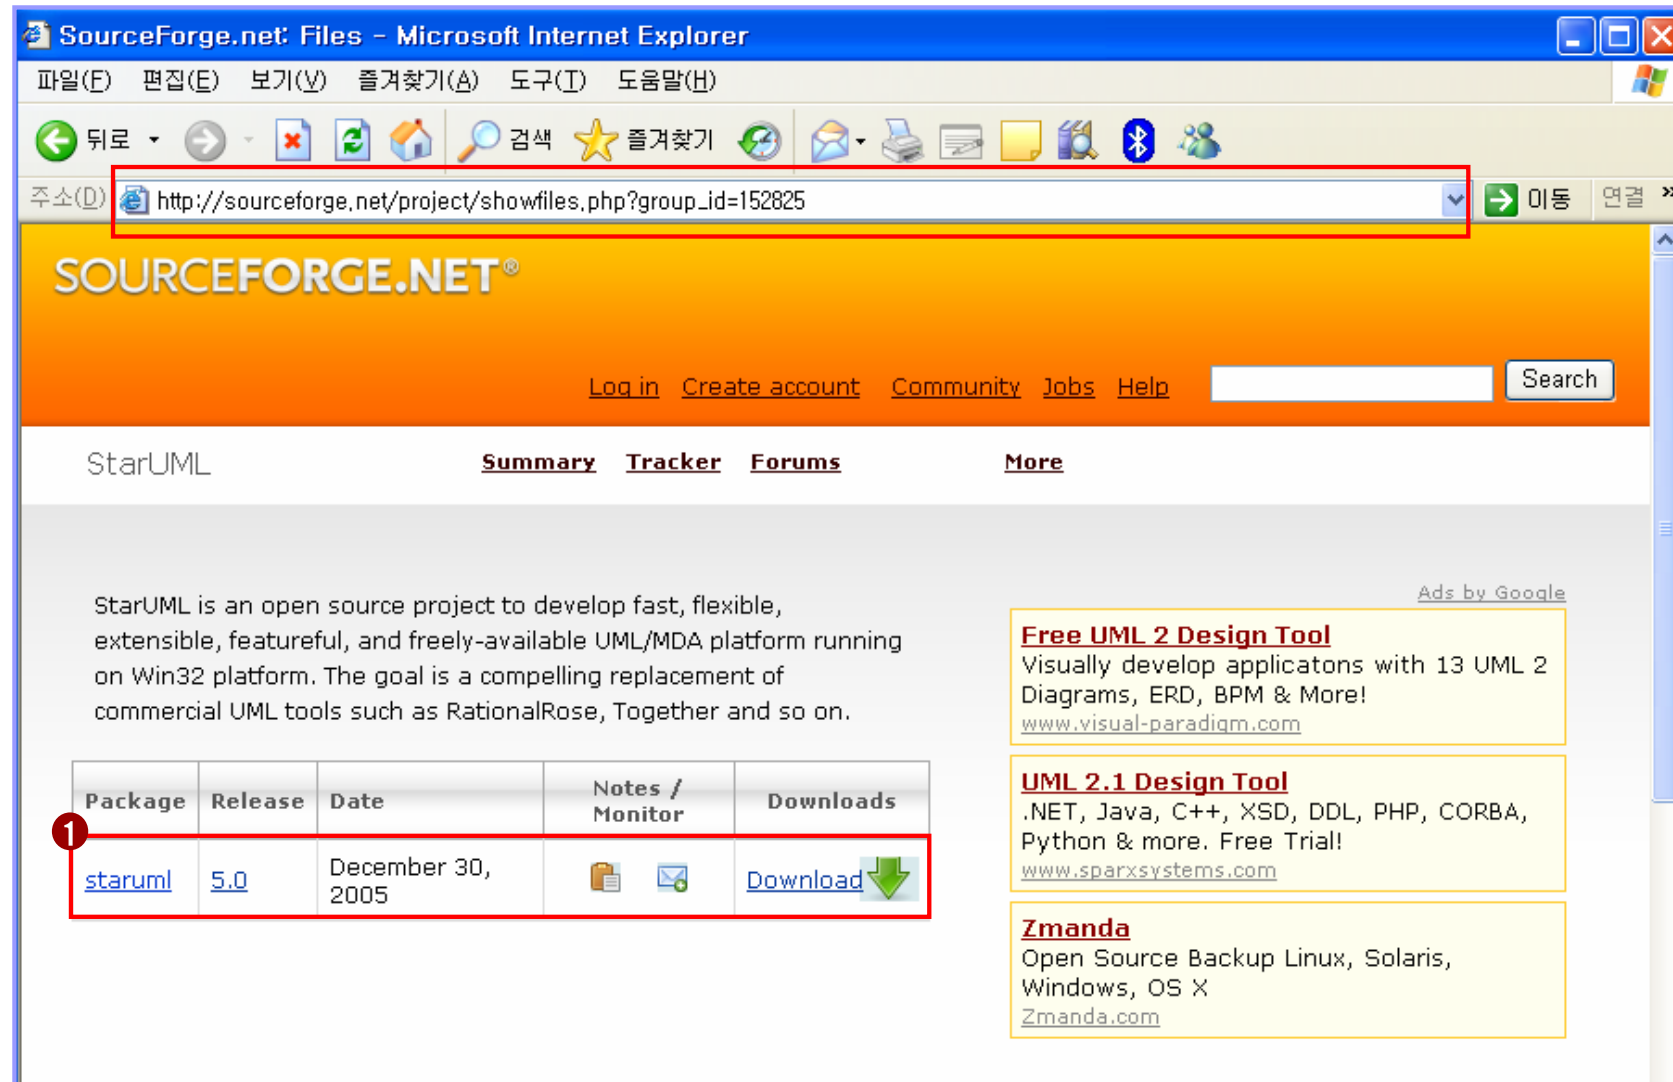 SourceForge.net: Files - Microsoft Internet Explorer
파일(F) 편집(E) 보기(V) 즐겨찾기(A) 도구(T) 도움말(H)
뒤로 검색 즐겨찾기
주소(D) http://sourceforge.net/project/showfiles.php?group_id=152825 이동 연결 »
SOURCEFORGE.NET®
Log in Create account Community Jobs Help Search
StarUML Summary Tracker Forums More
StarUML is an open source project to develop fast, flexible,
extensible, featureful, and freely-available UML/MDA platform running
on Win32 platform. The goal is a compelling replacement of
commercial UML tools such as RationalRose, Together and so on.
Package Release Date Notes / Monitor Downloads
1
staruml 5.0 December 30, 2005 Download
Ads by Google
Free UML 2 Design Tool
Visually develop applicatons with 13 UML 2
Diagrams, ERD, BPM & More!
www.visual-paradigm.com
UML 2.1 Design Tool
.NET, Java, C++, XSD, DDL, PHP, CORBA,
Python & more. Free Trial!
www.sparxsystems.com
Zmanda
Open Source Backup Linux, Solaris,
Windows, OS X
Zmanda.com